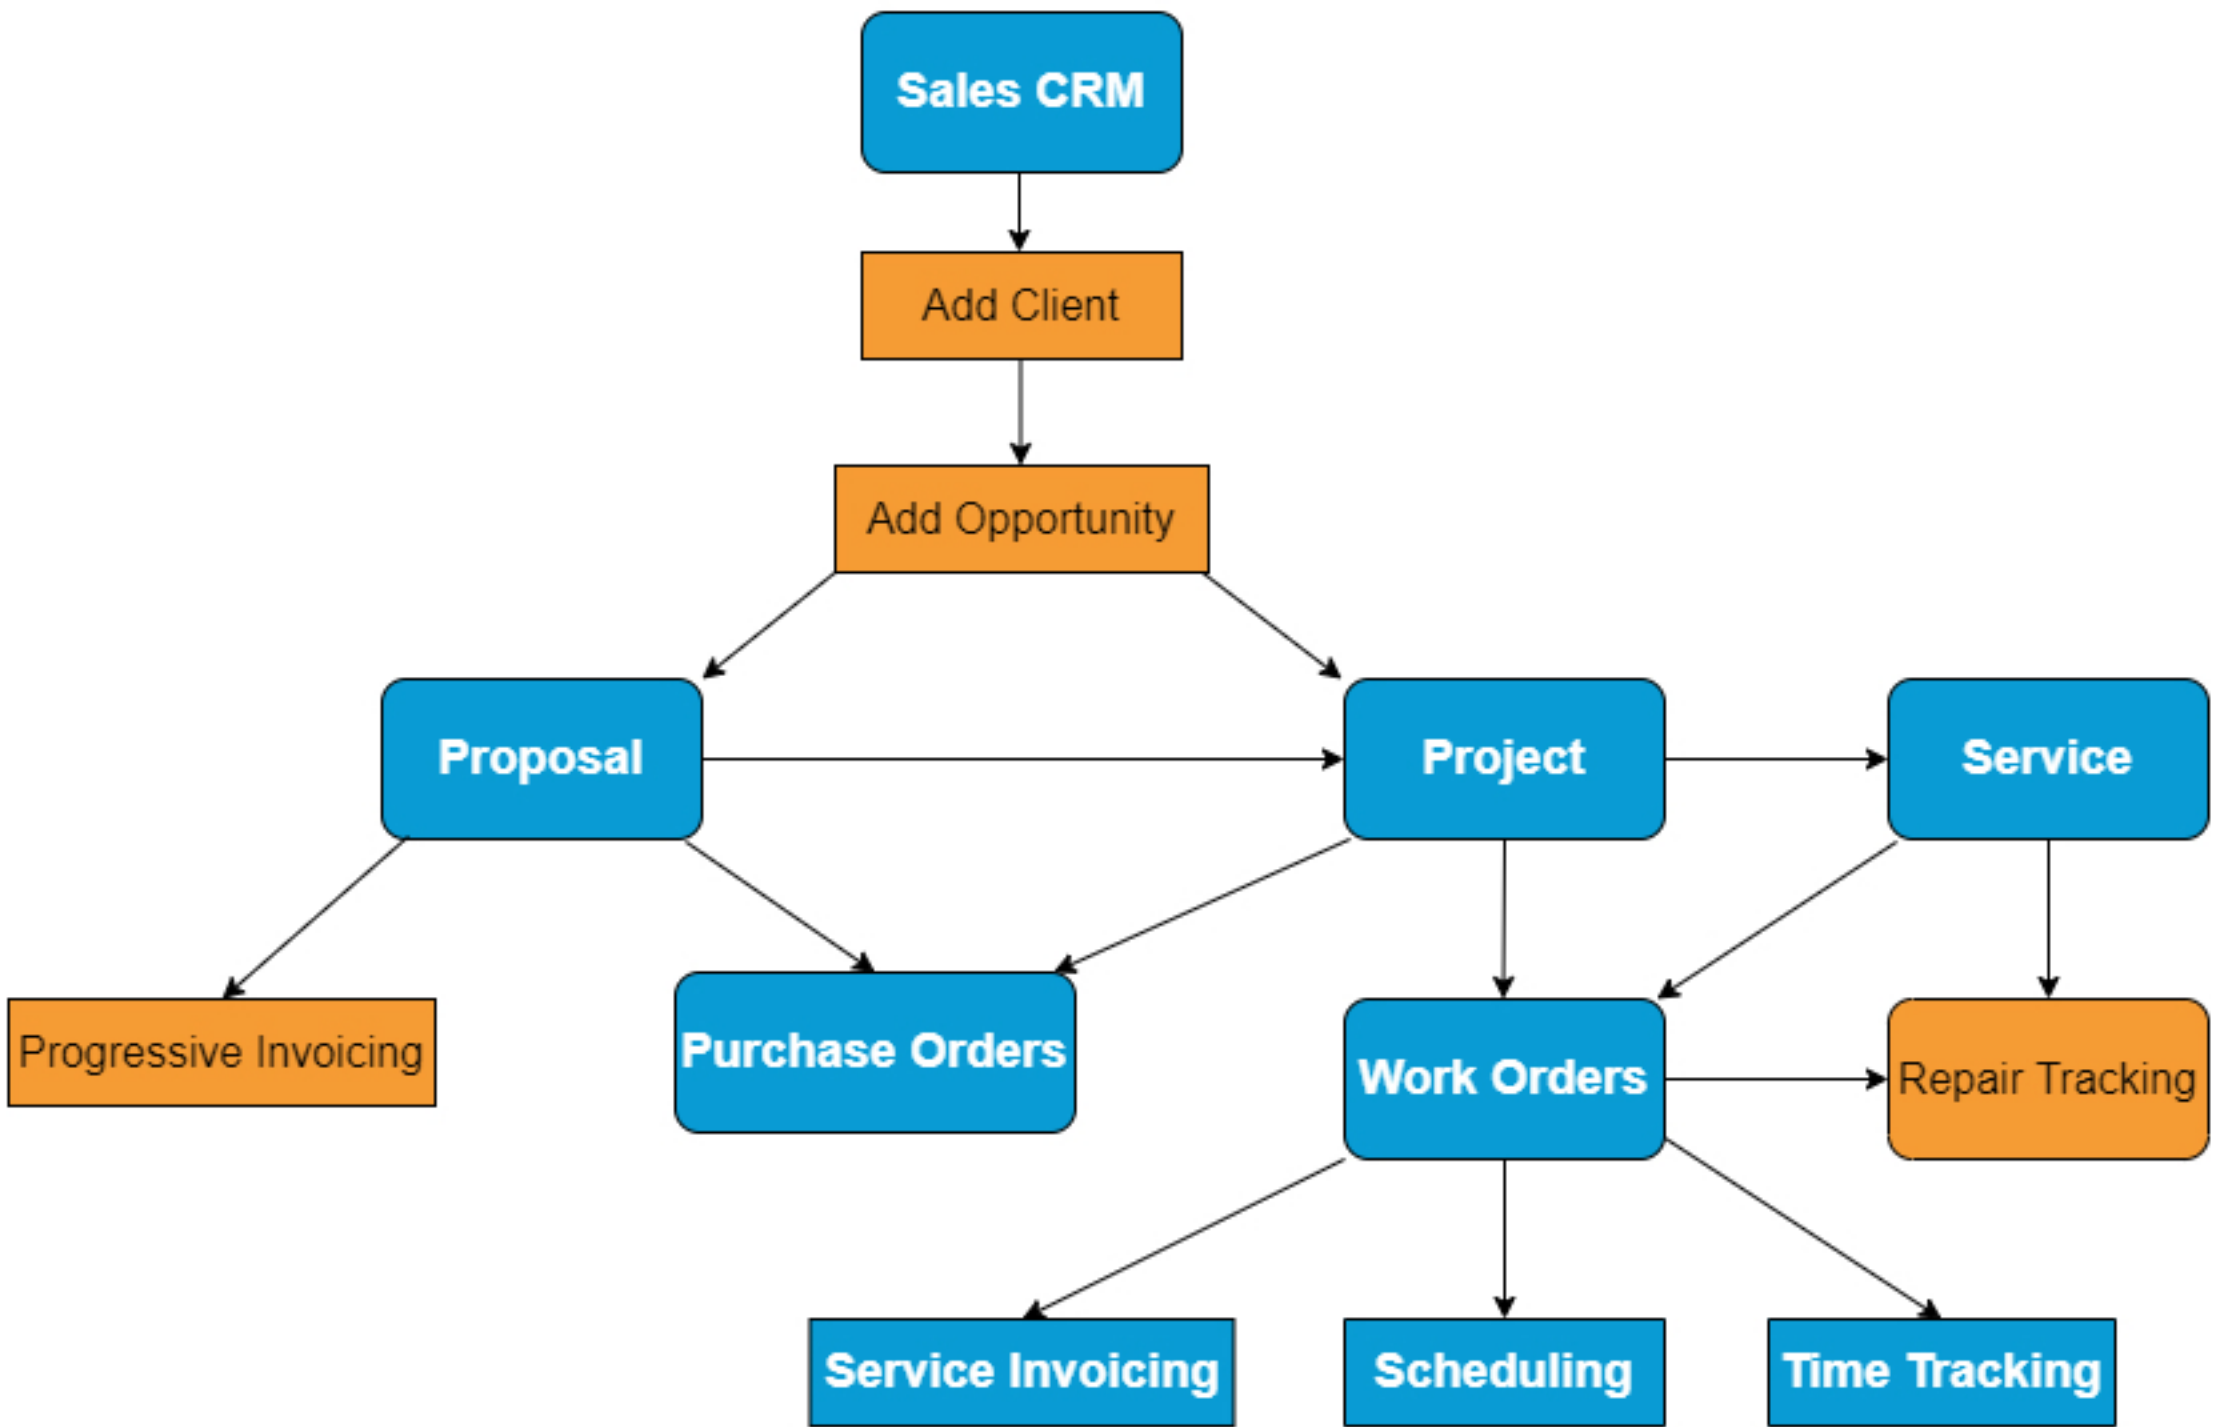 Sales CRM
Add Client
Add Opportunity
Proposal
Project
Service
Progressive Invoicing
Purchase Orders
Work Orders
Repair Tracking
Service Invoicing
Scheduling
Time Tracking